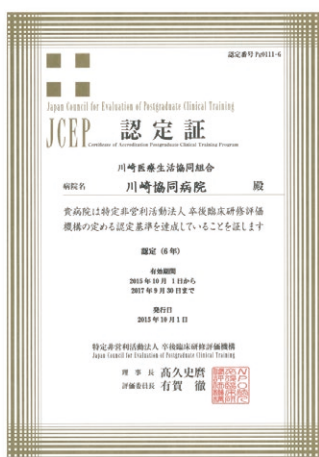 認定番号 Pg0111-6
Japan Council for Evaluation of Postgraduate Clinical Training
JCEP 認定証
Certificate of Accreditation Postgraduate Clinical Training Program
川崎医療生活協同組合
病院名 川崎協同病院 殿
貴病院は特定非営利活動法人 卒後臨床研修評価
機構の定める認定基準を達成していることを証します
認定（6年）
有効期間
2015年10月 1日から
2017年9月30日まで
発行日
2013年10月1日
特定非営利活動法人 卒後臨床研修評価機構
Japan Council for Evaluation of Postgraduate Clinical Training
理 事 長 髙久史麿
評価委員長 有賀 徹